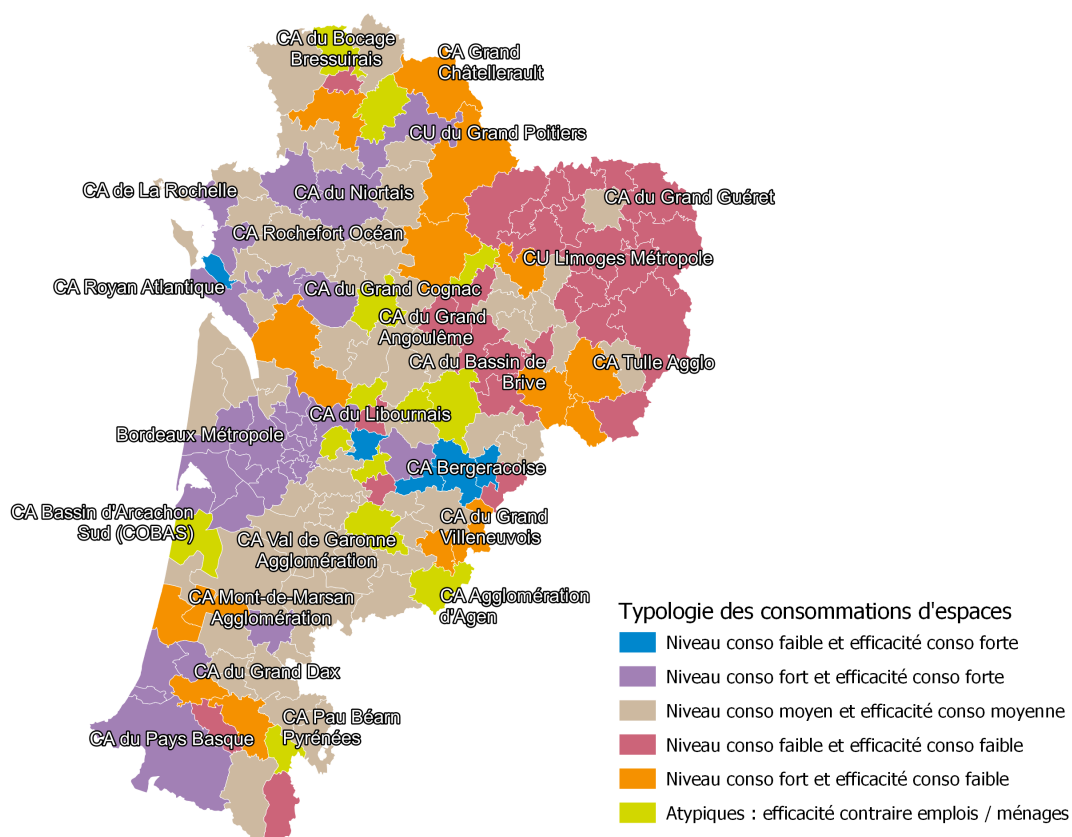 CA du Bocage
Bressuirais
CA Grand
Châtellerault
CU du Grand Poitiers
CA de La Rochelle
CA du Niortais
CA du Grand Guéret
CA Rochefort Océan
CU Limoges Métropole
CA Royan Atlantique
CA du Grand Cognac
CA du Grand
Angoulême
CA du Bassin de
Brive
CA Tulle Agglo
CA du Libournais
Bordeaux Métropole
CA Bergeracoise
CA Bassin d'Arcachon
Sud (COBAS)
CA du Grand
Villeneuvois
CA Val de Garonne
Agglomération
CA Mont-de-Marsan
Agglomération
CA Agglomération
d'Agen
CA du Grand Dax
CA Pau Béarn
Pyrénées
CA du Pays Basque
Typologie des consommations d'espaces
Niveau conso faible et efficacité conso forte
Niveau conso fort et efficacité conso forte
Niveau conso moyen et efficacité conso moyenne
Niveau conso faible et efficacité conso faible
Niveau conso fort et efficacité conso faible
Atypiques : efficacité contraire emplois / ménages